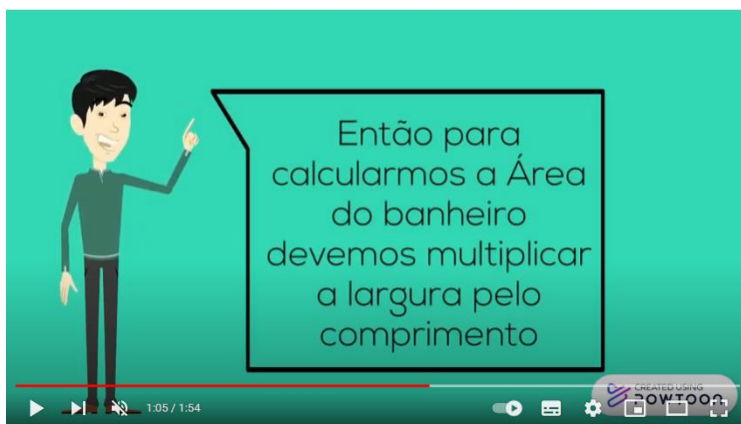 Então para
calcularmos a Área
do banheiro
devemos multiplicar
a largura pelo
comprimento
CREATED USING
POWTOON
1:05 / 1:54